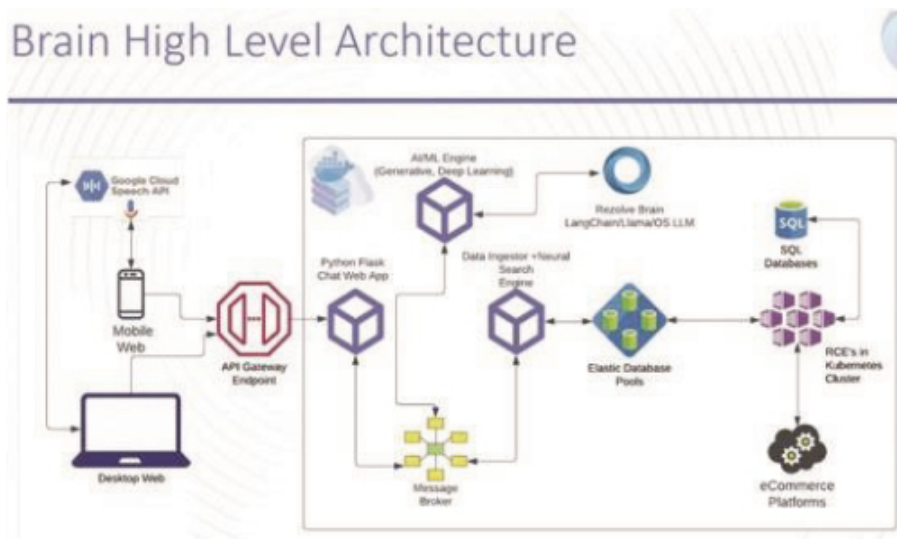 Brain High Level Architecture
Google Cloud
Speech API
Mobile
Web
Desktop Web
API Gateway
Endpoint
Python Flask
Chat Web App
AI/ML Engine
(Generative, Deep Learning)
Rezolve Brain
LangChain/Llama/OS LLM
Data Ingestor +Neural
Search
Engine
Message
Broker
Elastic Database
Pools
SQL
SQL
Databases
RCE's in
Kubernetes
Cluster
eCommerce
Platforms